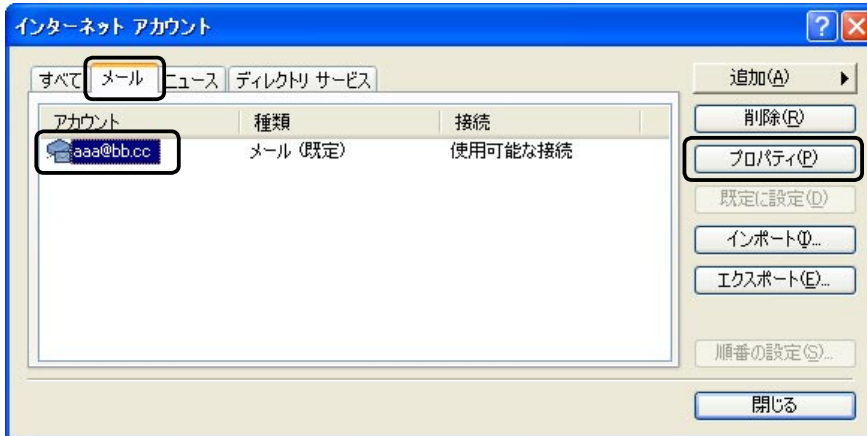 インターネット アカウント
すべて メール ニュース ディレクトリ サービス
アカウント 種類 接続
aaa@bb.cc メール (既定) 使用可能な接続
追加(A)
削除(R)
プロパティ(P)
既定に設定(D)
インポート(I)...
エクスポート(E)...
順番の設定(S)...
閉じる